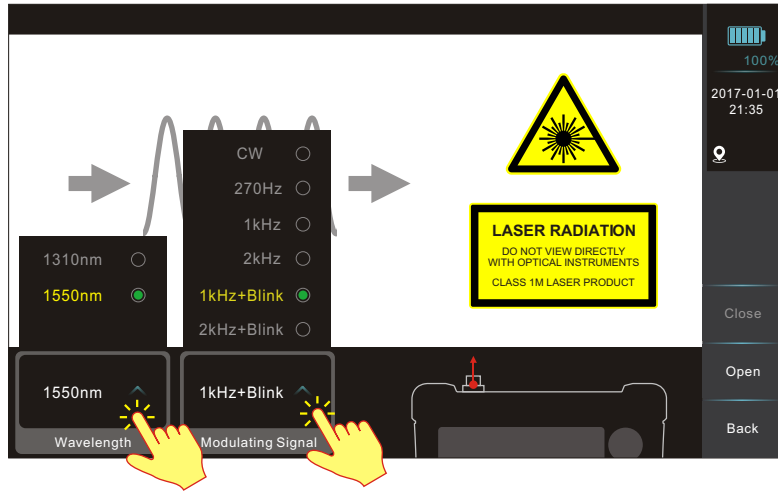 100%
2017-01-01
21:35
CW
270Hz
1kHz
2kHz
1kHz+Blink
2kHz+Blink
1310nm
1550nm
LASER RADIATION
DO NOT VIEW DIRECTLY
WITH OPTICAL INSTRUMENTS
CLASS 1M LASER PRODUCT
Close
Open
Back
1550nm
Wavelength
1kHz+Blink
Modulating Signal